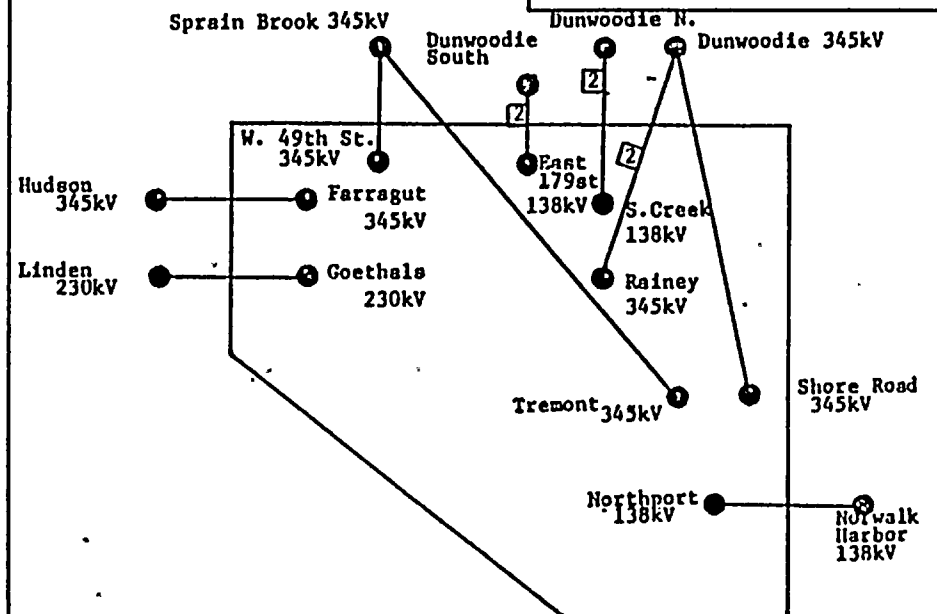 Sprain Brook 345kV
Dunwoodie N.
Dunwoodie
South
Dunwoodie 345kV
2
2
W. 49th St.
345kV
2
East
179st
138kV
Hudson
345kV
Farragut
345kV
S.Creek
138kV
Linden
230kV
Goethals
230kV
Rainey
345kV
Tremont 345kV
Shore Road
345kV
Northport
138kV
Norwalk
Harbor
138kV